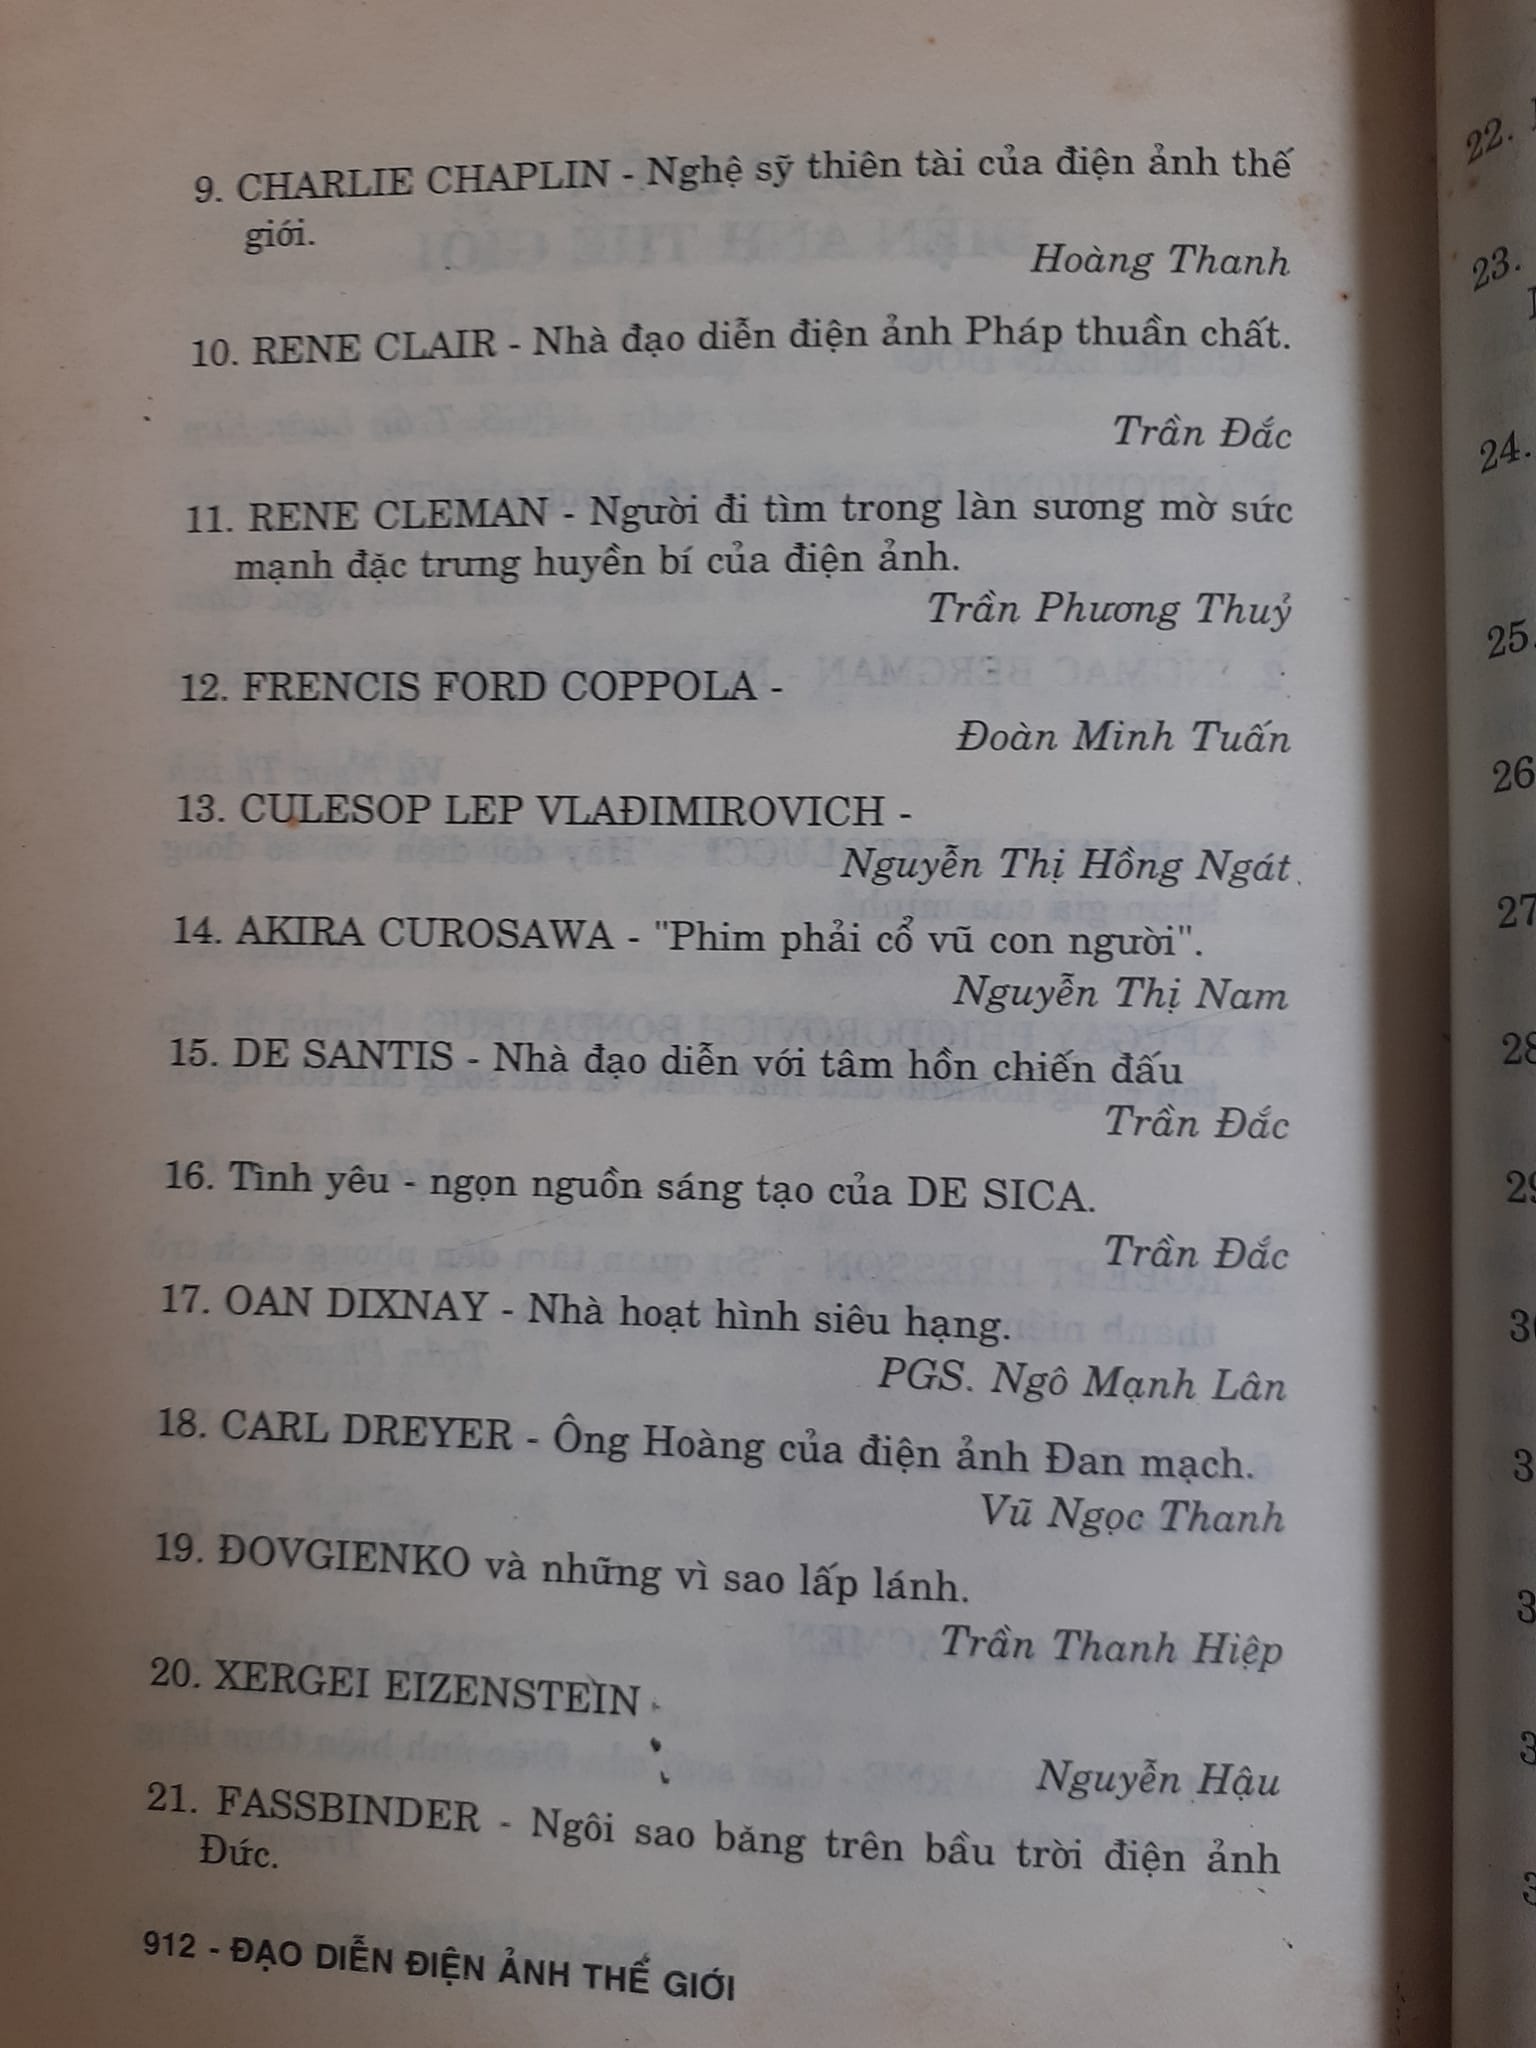 9. CHARLIE CHAPLIN - Nghệ sỹ thiên tài của điện ảnh thế
giới.
Hoàng Thanh
10. RENE CLAIR - Nhà đạo diễn điện ảnh Pháp thuần chất.
Trần Đắc
11. RENE CLEMAN - Người đi tìm trong làn sương mờ sức
mạnh đặc trưng huyền bí của điện ảnh.
Trần Phương Thuỷ
12. FRENCIS FORD COPPOLA -
Đoàn Minh Tuấn
13. CULESOP LEP VLAĐIMIROVICH -
Nguyễn Thị Hồng Ngát
14. AKIRA CUROSAWA - "Phim phải cổ vũ con người".
Nguyễn Thị Nam
15. DE SANTIS - Nhà đạo diễn với tâm hồn chiến đấu
Trần Đắc
16. Tình yêu - ngọn nguồn sáng tạo của DE SICA.
Trần Đắc
17. OAN DIXNAY - Nhà hoạt hình siêu hạng.
PGS. Ngô Mạnh Lân
18. CARL DREYER - Ông Hoàng của điện ảnh Đan mạch.
Vũ Ngọc Thanh
19. ĐOVGIENKO và những vì sao lấp lánh.
Trần Thanh Hiệp
20. XERGEI EIZENSTEIN -
Nguyễn Hậu
21. FASSBINDER - Ngôi sao băng trên bầu trời điện ảnh
Đức.
912 - ĐẠO DIỄN ĐIỆN ẢNH THẾ GIỚI
22.
23.
24.
25.
26
27
28
29